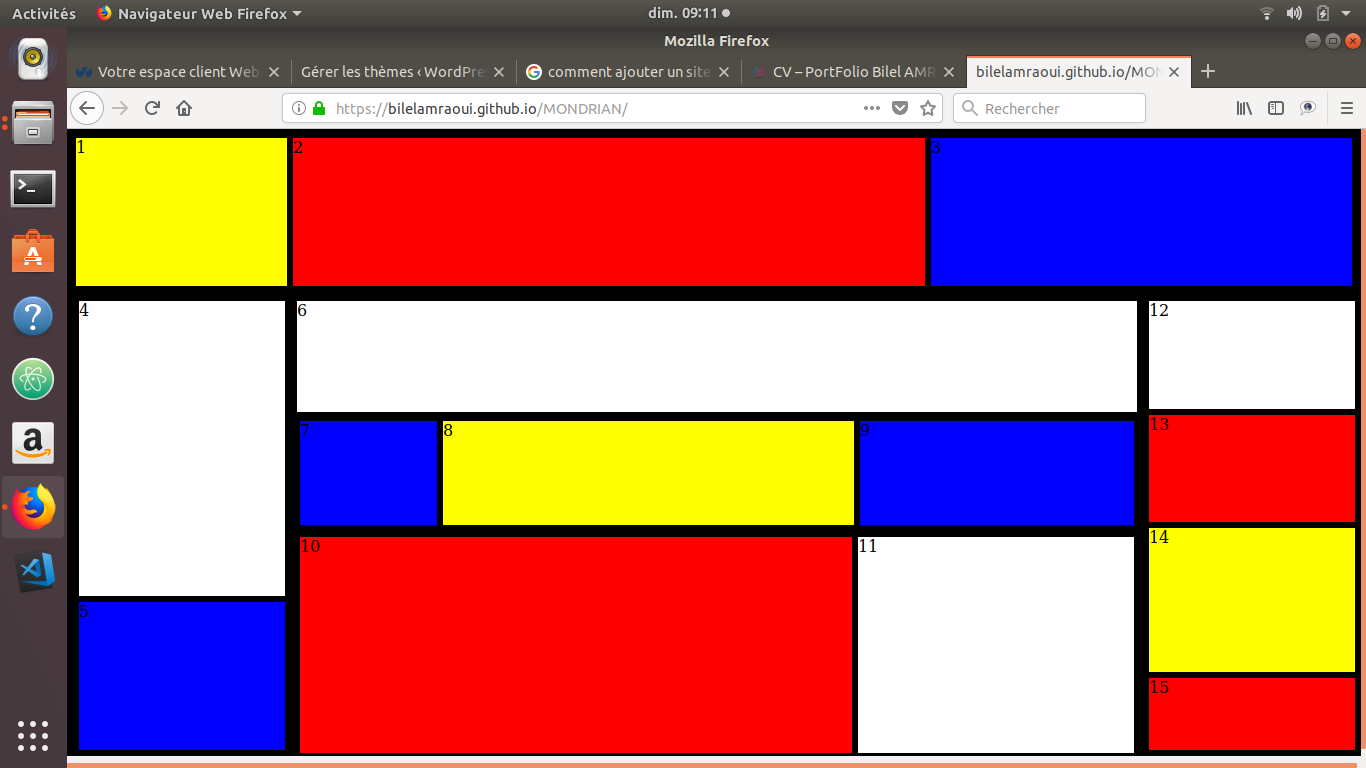 Activités Navigateur Web Firefox dim. 09:11
Mozilla Firefox
Votre espace client Web Gérer les thèmes ‹ WordPre comment ajouter un site CV – PortFolio Bilel AMR bilelamraoui.github.io/MON
https://bilelamraoui.github.io/MONDRIAN/ Rechercher
1 2 3
4 6 12
13
7 8 9
14
10 11
5
15